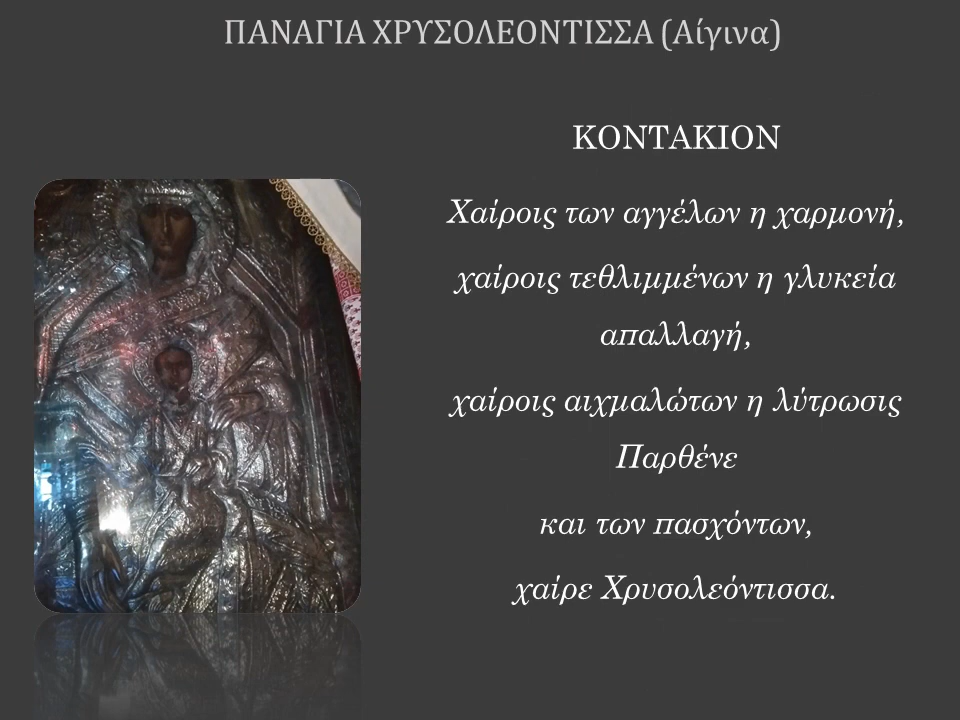 ΠΑΝΑΓΙΑ ΧΡΥΣΟΛΕΟΝΤΙΣΣΑ (Αίγινα)
ΚΟΝΤΑΚΙΟΝ
Χαίροις των αγγέλων η χαρμονή,
χαίροις τεθλιμμένων η γλυκεία
απαλλαγή,
χαίροις αιχμαλώτων η λύτρωσις
Παρθένε
και των πασχόντων,
χαίρε Χρυσολεόντισσα.